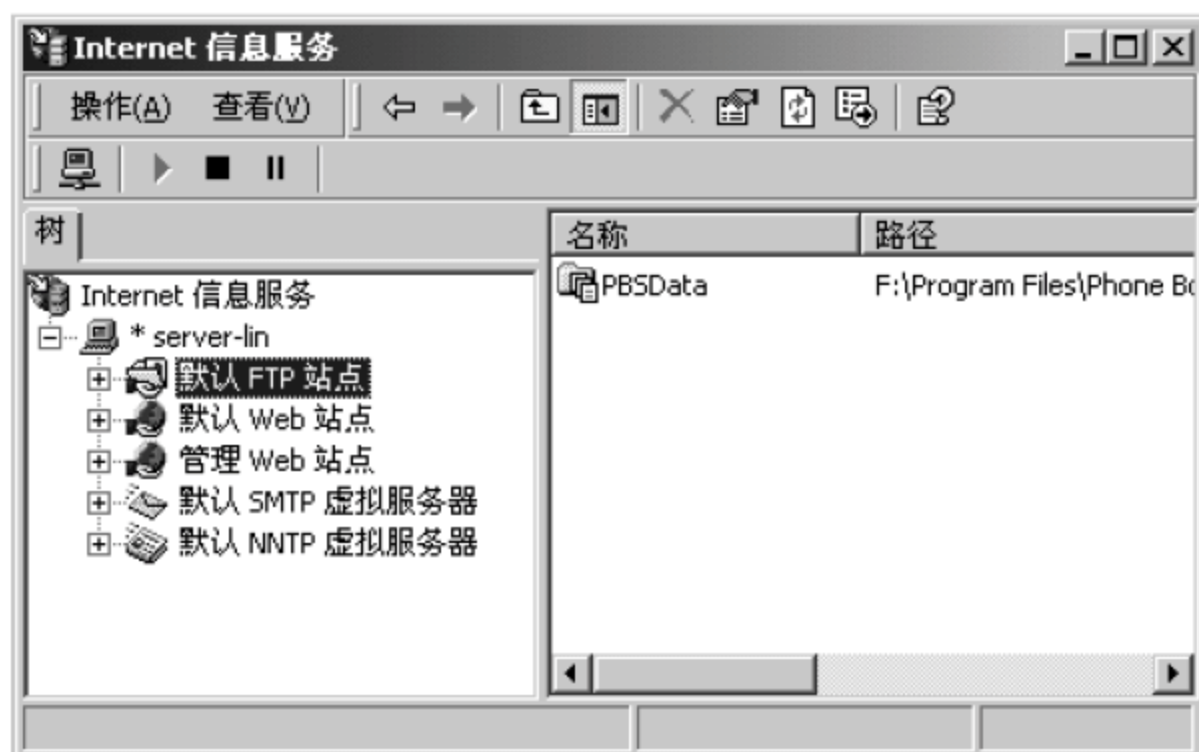 Internet 信息服务
操作(A) 查看(V)
树
名称 路径
Internet 信息服务
PBSData F:\Program Files\Phone Bo
* server-lin
默认 FTP 站点
默认 Web 站点
管理 Web 站点
默认 SMTP 虚拟服务器
默认 NNTP 虚拟服务器